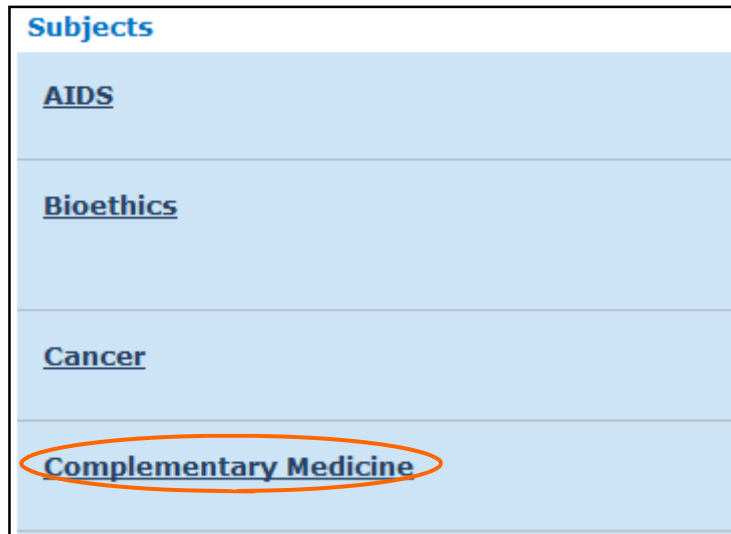 Subjects
AIDS
Bioethics
Cancer
Complementary Medicine